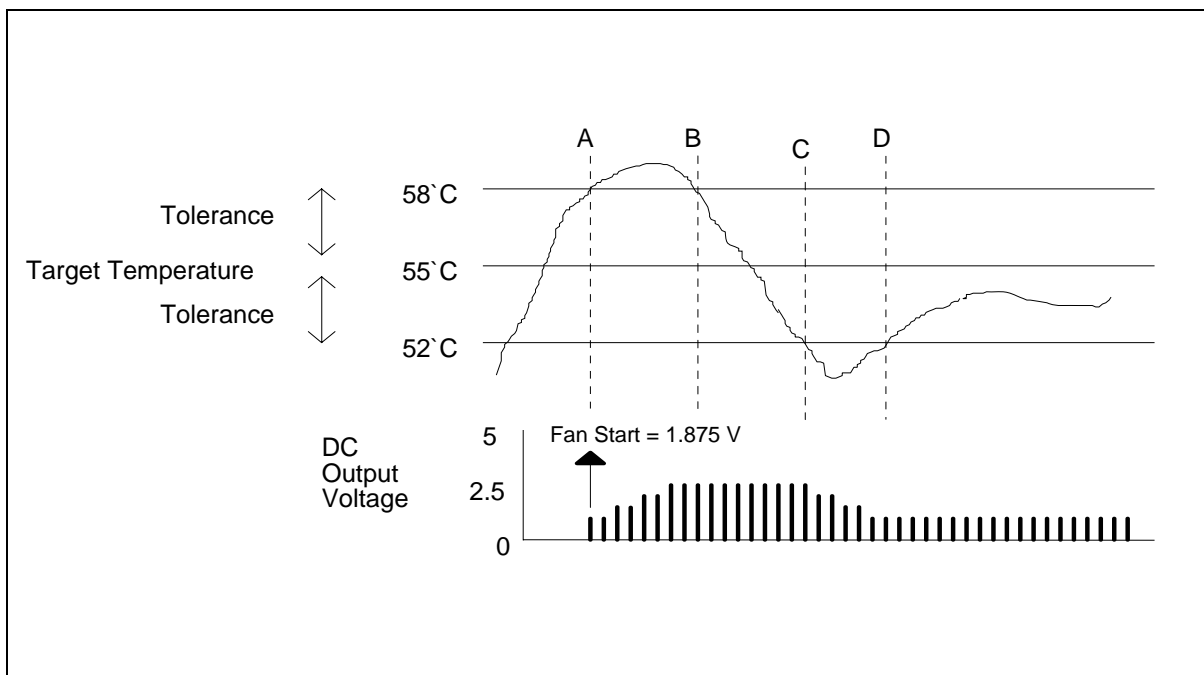 A B C D
58`C
Tolerance
Target Temperature 55`C
Tolerance
52`C
5 Fan Start = 1.875 V
DC
Output
Voltage
2.5
0